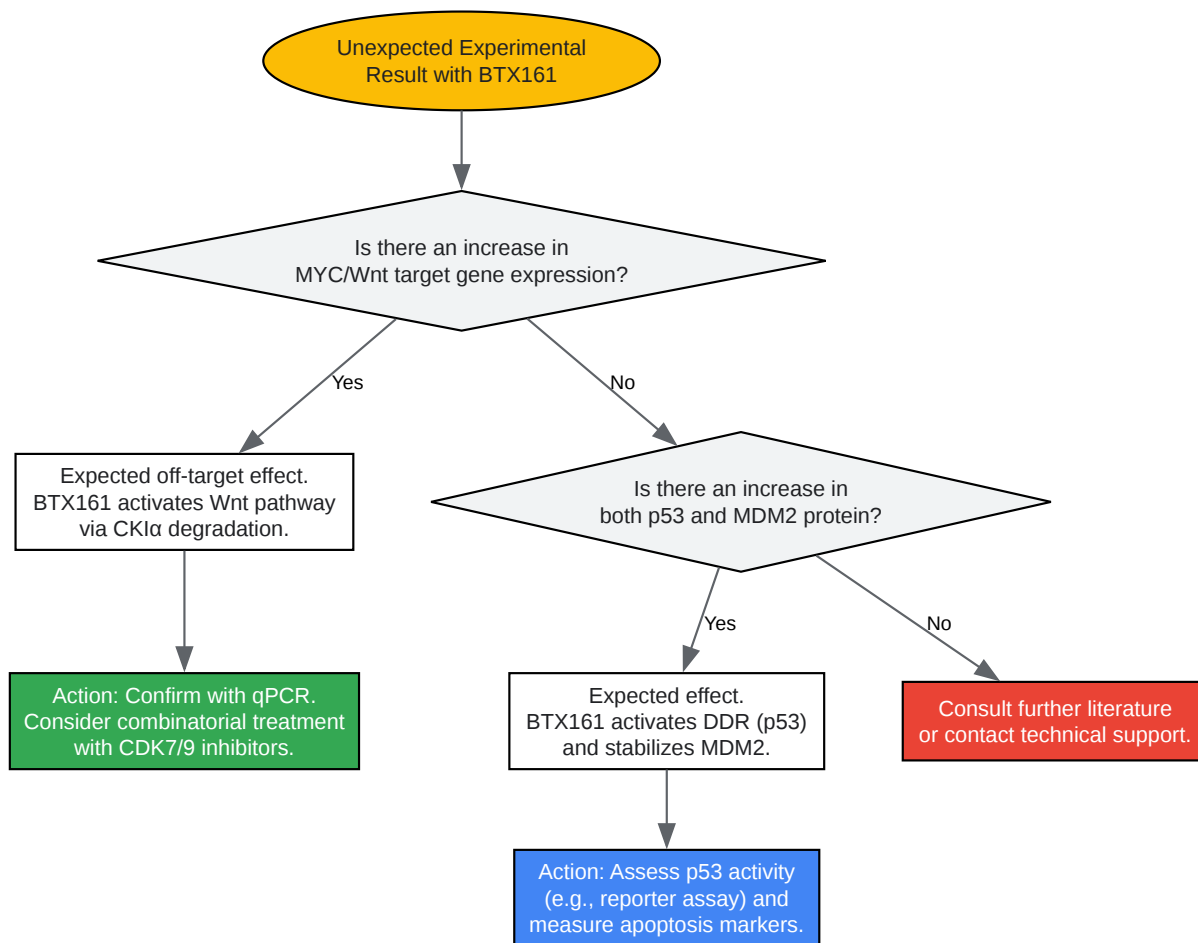 Unexpected Experimental
Result with BTX161
Is there an increase in
MYC/Wnt target gene expression?
Yes
No
Expected off-target effect.
BTX161 activates Wnt pathway
via CKIα degradation.
Is there an increase in
both p53 and MDM2 protein?
Yes
No
Action: Confirm with qPCR.
Consider combinatorial treatment
with CDK7/9 inhibitors.
Expected effect.
BTX161 activates DDR (p53)
and stabilizes MDM2.
Consult further literature
or contact technical support.
Action: Assess p53 activity
(e.g., reporter assay) and
measure apoptosis markers.